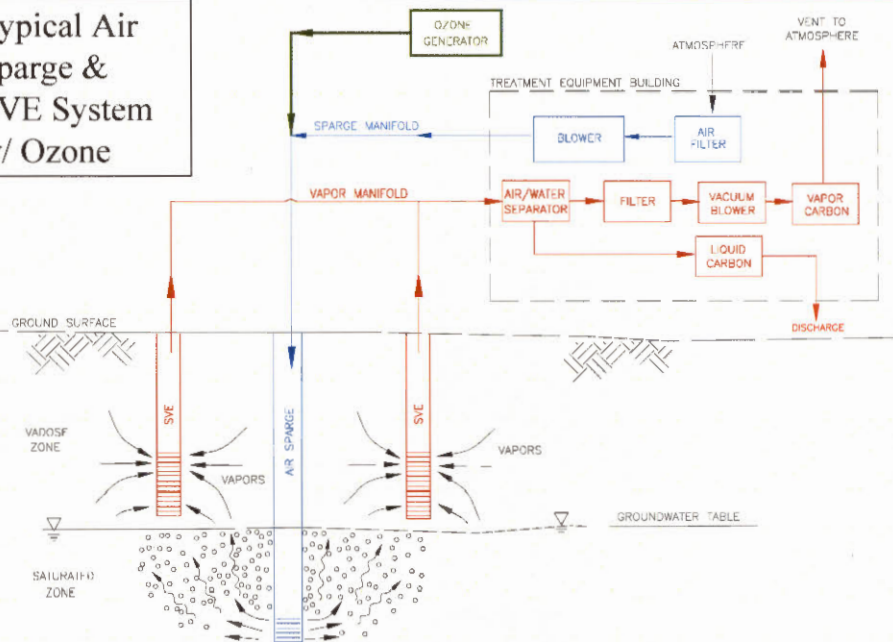 ypical Air
parge &
VE System
/ Ozone
OZONE
GENERATOR
VENT TO
ATMOSPHERE
ATMOSPHERE
TREATMENT EQUIPMENT BUILDING
SPARGE MANIFOLD
BLOWER
AIR
FILTER
VAPOR MANIFOLD
AIR/WATER
SEPARATOR
FILTER
VACUUM
BLOWER
VAPOR
CARBON
LIQUID
CARBON
GROUND SURFACE
DISCHARGE
SVE
AIR SPARGE
SVE
VADOSE
ZONE
VAPORS
VAPORS
GROUNDWATER TABLE
SATURATED
ZONE